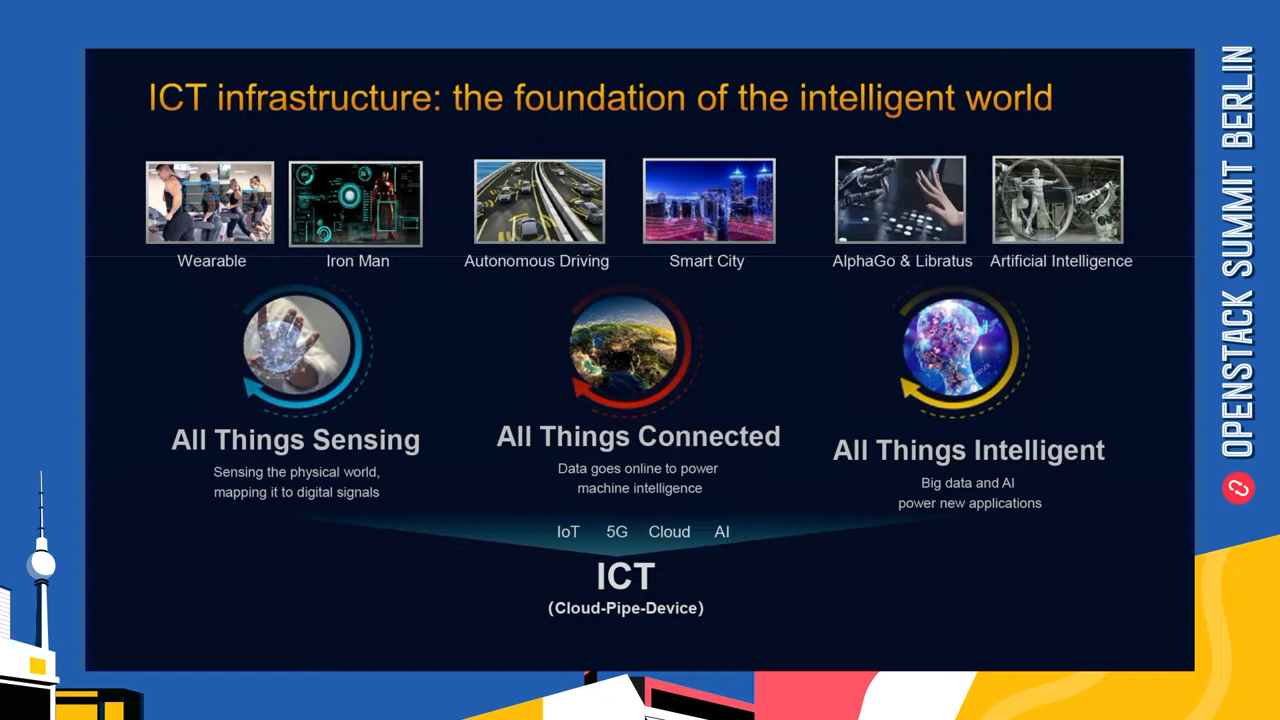 ICT infrastructure: the foundation of the intelligent world
Wearable
Iron Man
Autonomous Driving
Smart City
AlphaGo & Libratus
Artificial Intelligence
All Things Sensing
Sensing the physical world,
mapping it to digital signals
All Things Connected
Data goes online to power
machine intelligence
All Things Intelligent
Big data and AI
power new applications
IoT 5G Cloud AI
ICT
(Cloud-Pipe-Device)
OPENSTACK SUMMIT BERLIN